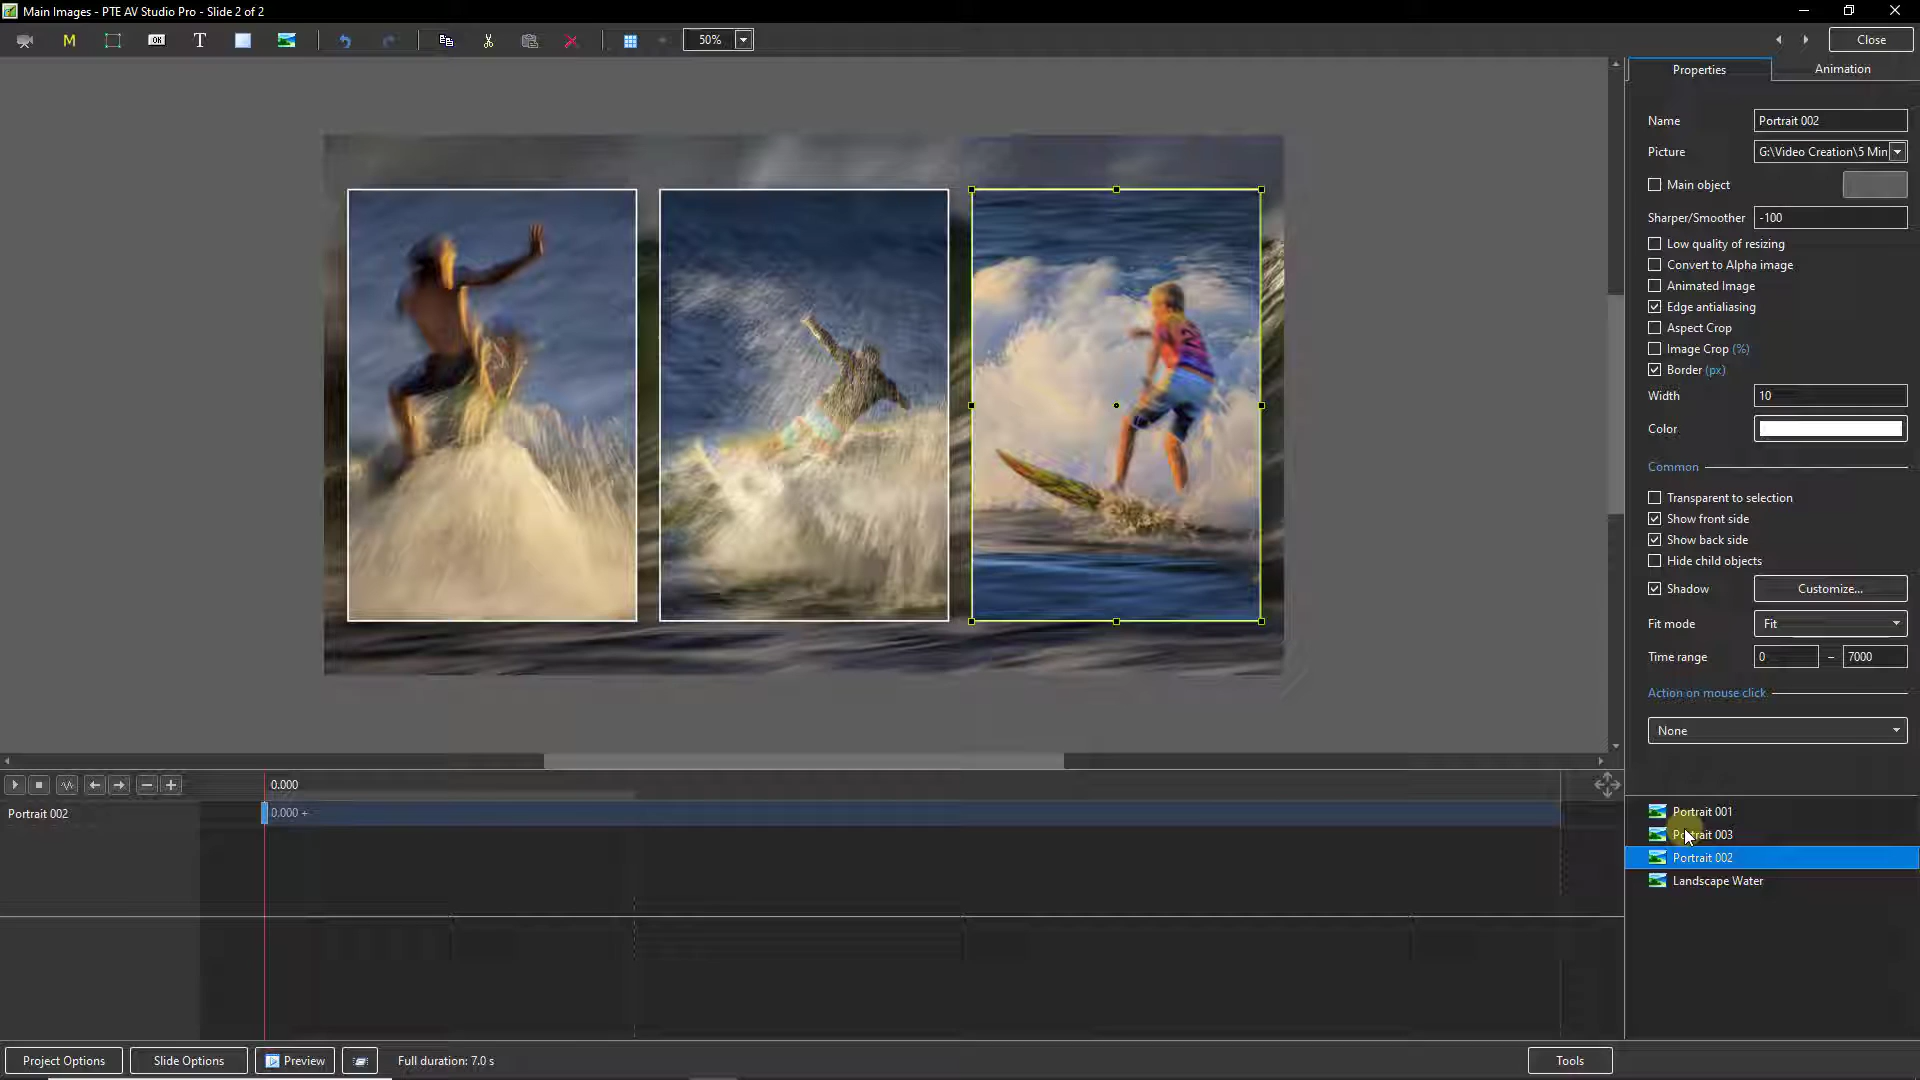 Main Images - PTE AV Studio Pro - Slide 2 of 2
M
OK
T
50%
Close
Properties
Animation
Name
Portrait 002
Picture
G:\Video Creation\5 Min
Main object
Sharper/Smoother
-100
Low quality of resizing
Convert to Alpha image
Animated Image
Edge antialiasing
Aspect Crop
Image Crop (%)
Border (px)
Width
10
Color
Common
Transparent to selection
Show front side
Show back side
Hide child objects
Shadow
Customize...
Fit mode
Fit
Time range
0
–
7000
Action on mouse click
None
0.000
Portrait 002
0.000 +
Portrait 001
Portrait 003
Portrait 002
Landscape Water
Project Options
Slide Options
Preview
Full duration: 7.0 s
Tools